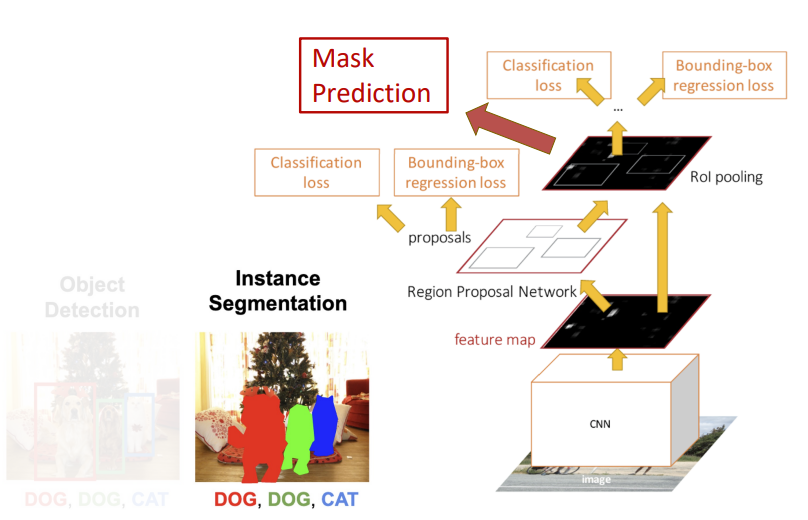 Mask
Prediction
Classification
loss
Bounding-box
regression loss
...
Classification
loss
Bounding-box
regression loss
RoI pooling
proposals
Region Proposal Network
Object
Detection
Instance
Segmentation
feature map
CNN
image
DOG, DOG, CAT
DOG, DOG, CAT